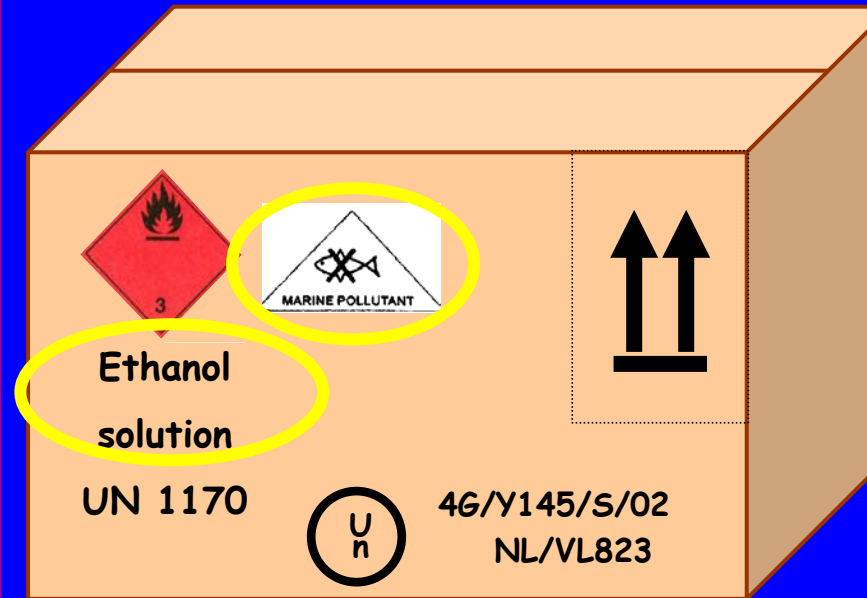 3
MARINE POLLUTANT
Ethanol
solution
UN 1170
U
n
4G/Y145/S/02
NL/VL823